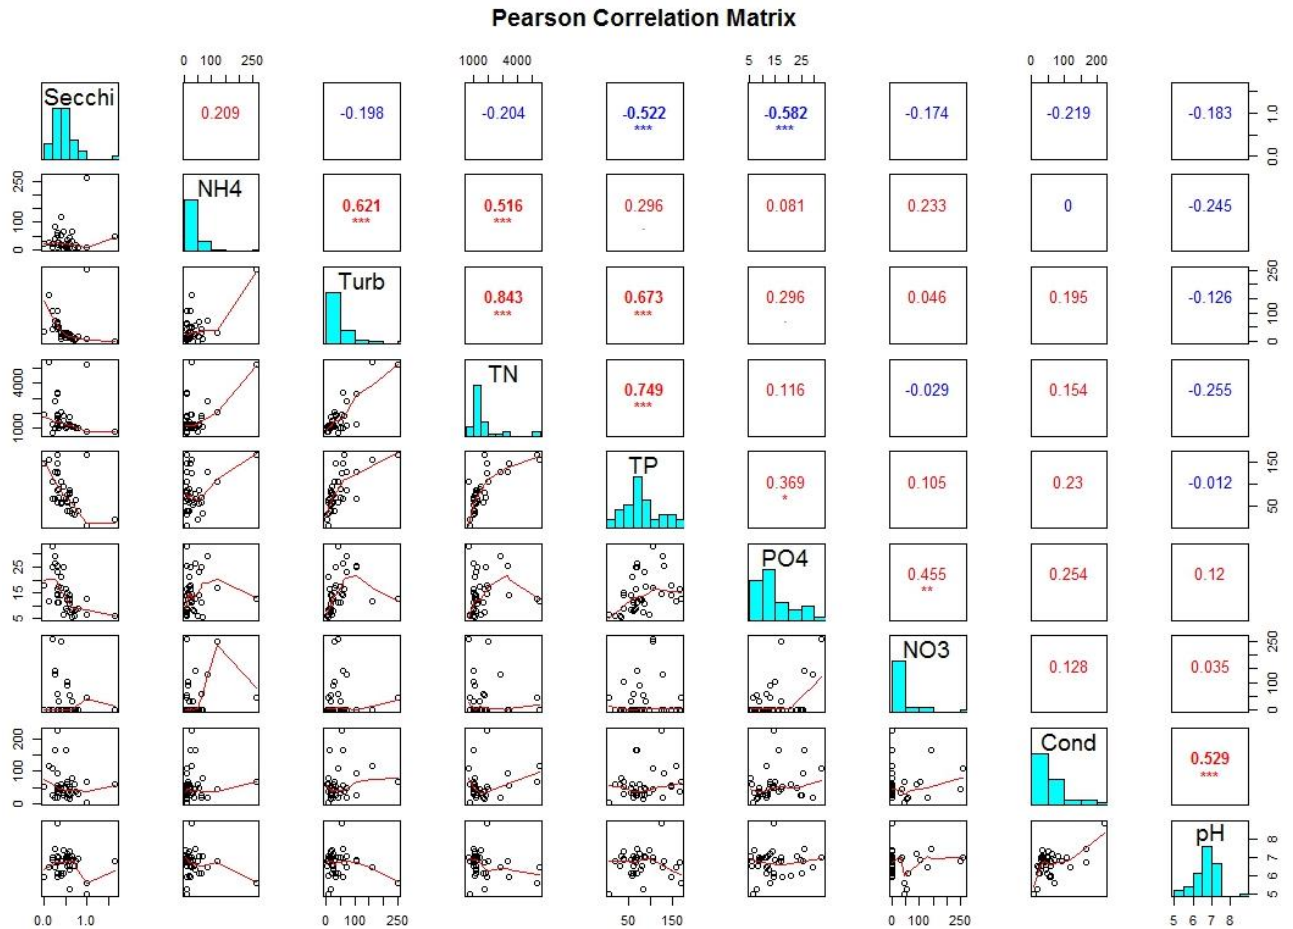 Pearson Correlation Matrix
0 100 250 1000 4000 5 15 25 0 100 200
Secchi 0.209 -0.198 -0.204 -0.522 -0.582 -0.174 -0.219 -0.183 0.0 1.0
*** ***
0 100 250 NH4 0.621 0.516 0.296 0.081 0.233 0 -0.245
*** *** .
Turb 0.843 0.673 0.296 0.046 0.195 -0.126 0 100 250
*** *** .
1000 4000 TN 0.749 0.116 -0.029 0.154 -0.255
***
TP 0.369 0.105 0.23 -0.012 50 150
*
5 15 25 PO4 0.455 0.254 0.12
**
NO3 0.128 0.035 0 100 250
0 100 200 Cond 0.529
***
pH 5 6 7 8
0.0 1.0 0 100 250 50 150 0 100 250 5 6 7 8